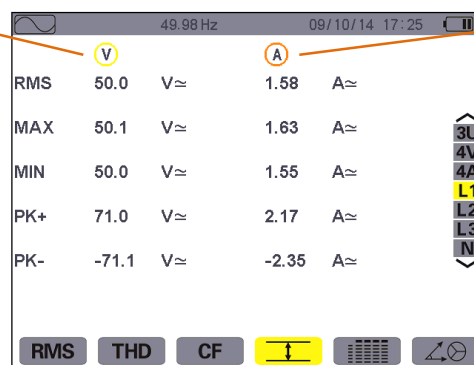 49.98 Hz 09/10/14 17:25
V A
RMS 50.0 V≃ 1.58 A≃
MAX 50.1 V≃ 1.63 A≃
MIN 50.0 V≃ 1.55 A≃
PK+ 71.0 V≃ 2.17 A≃
PK- -71.1 V≃ -2.35 A≃
3U
4V
4A
L1
L2
L3
N
RMS THD CF